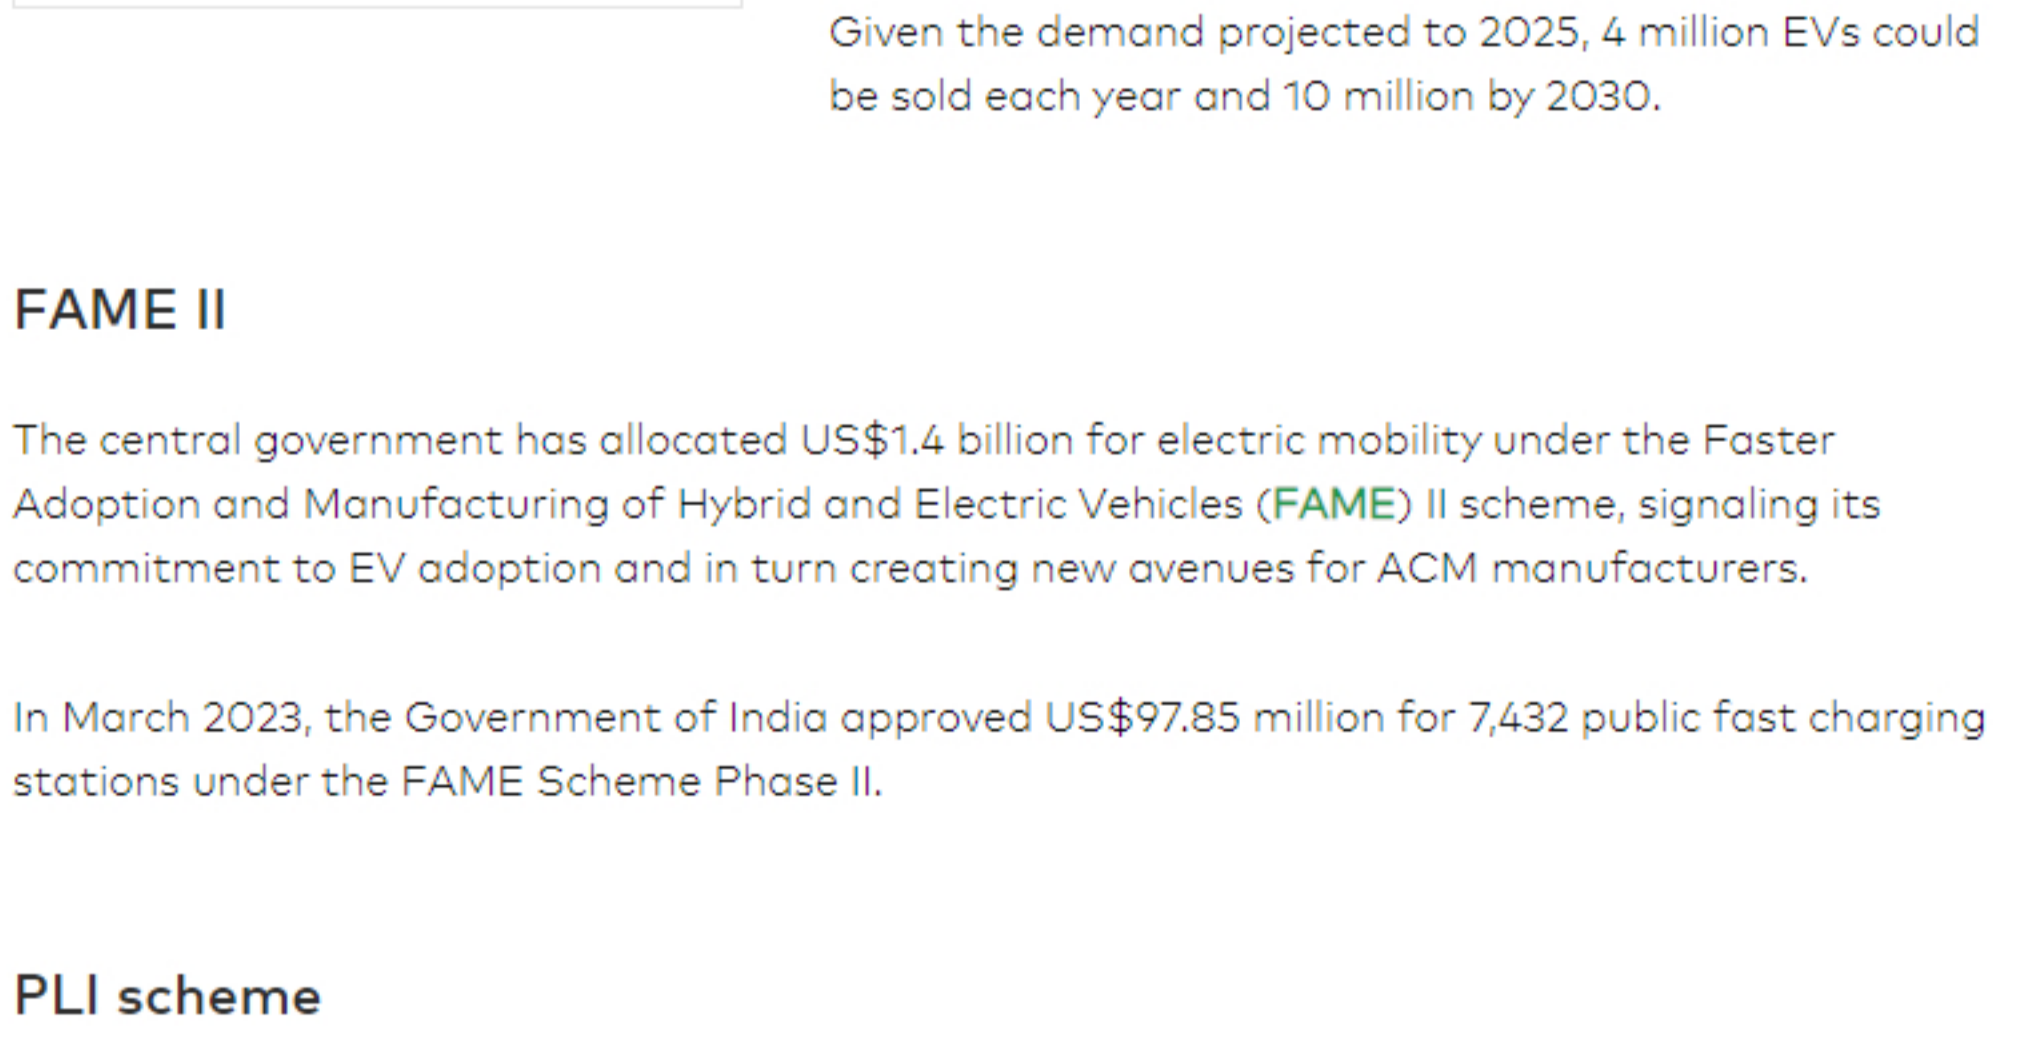 Given the demand projected to 2025, 4 million EVs could
be sold each year and 10 million by 2030.
FAME II
The central government has allocated US$1.4 billion for electric mobility under the Faster
Adoption and Manufacturing of Hybrid and Electric Vehicles (FAME) II scheme, signaling its
commitment to EV adoption and in turn creating new avenues for ACM manufacturers.
In March 2023, the Government of India approved US$97.85 million for 7,432 public fast charging
stations under the FAME Scheme Phase II.
PLI scheme